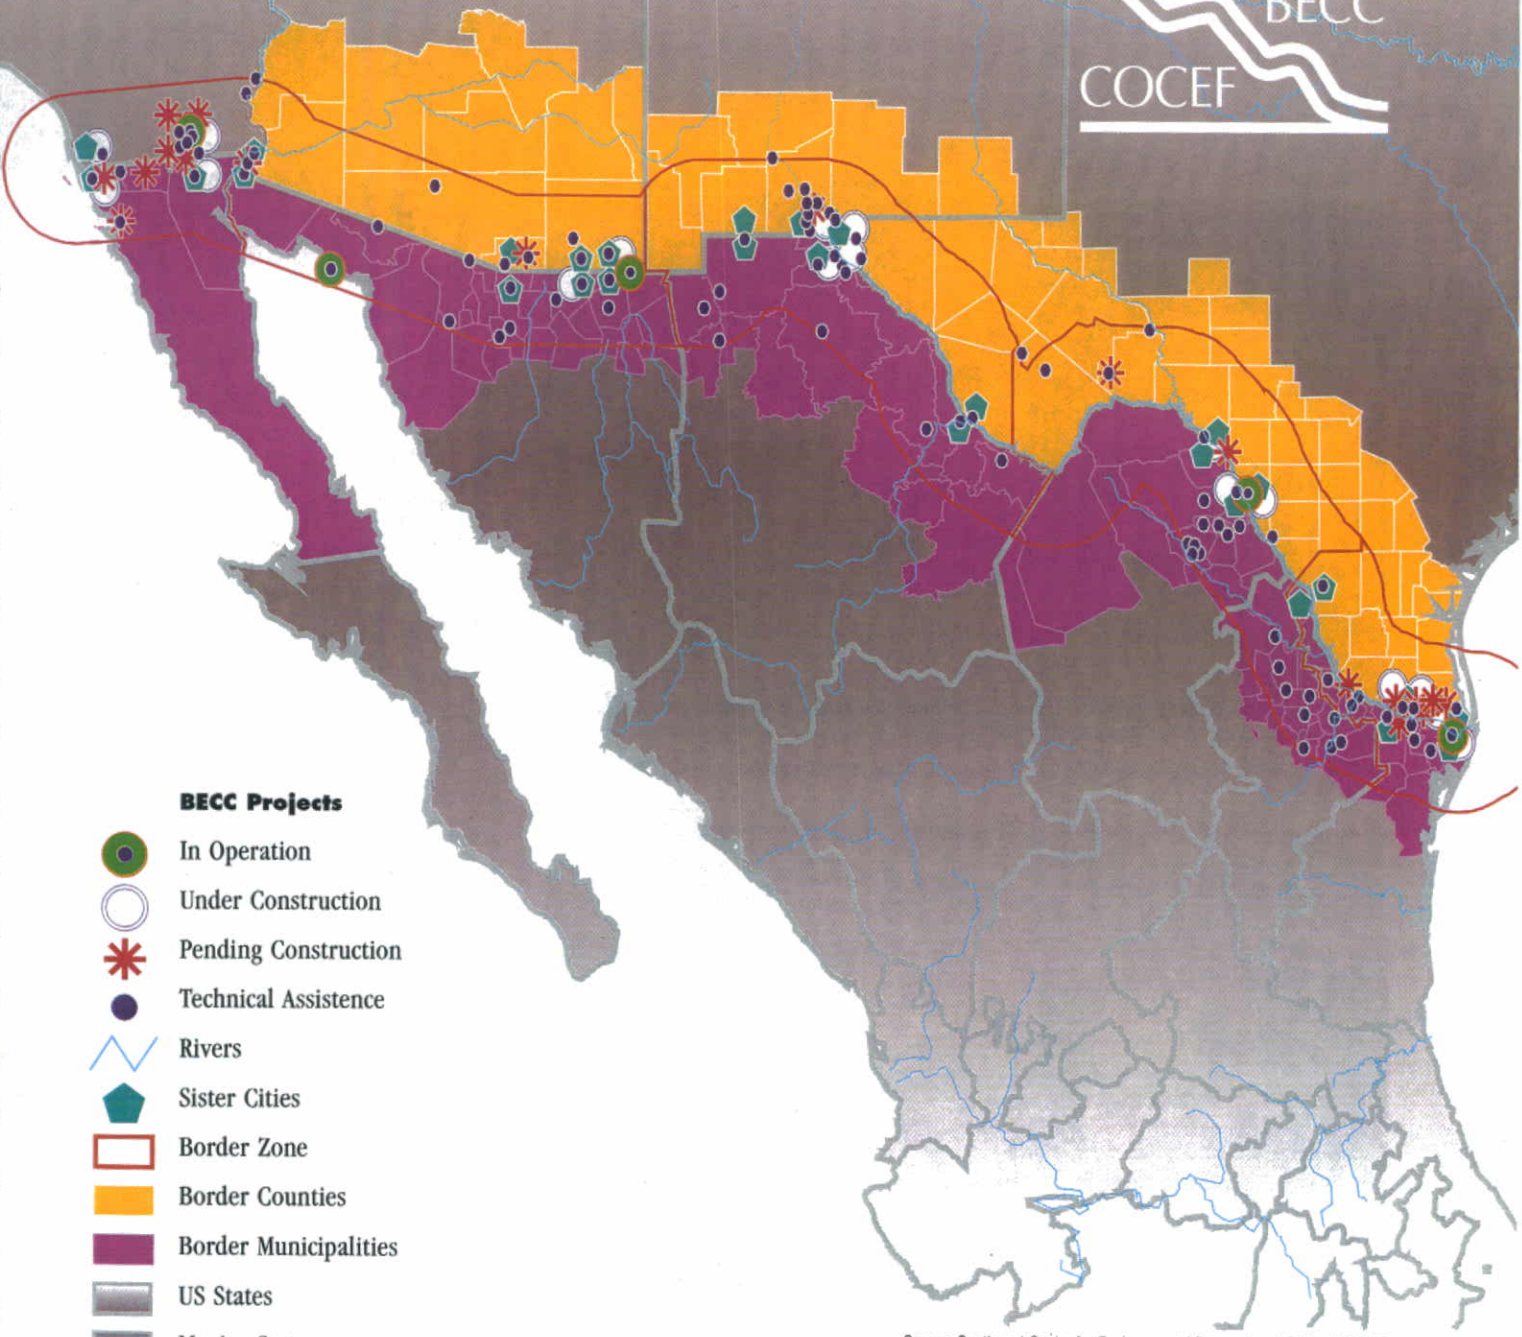 BECC
COCEF
BECC Projects
In Operation
Under Construction
Pending Construction
Technical Assistence
Rivers
Sister Cities
Border Zone
Border Counties
Border Municipalities
US States